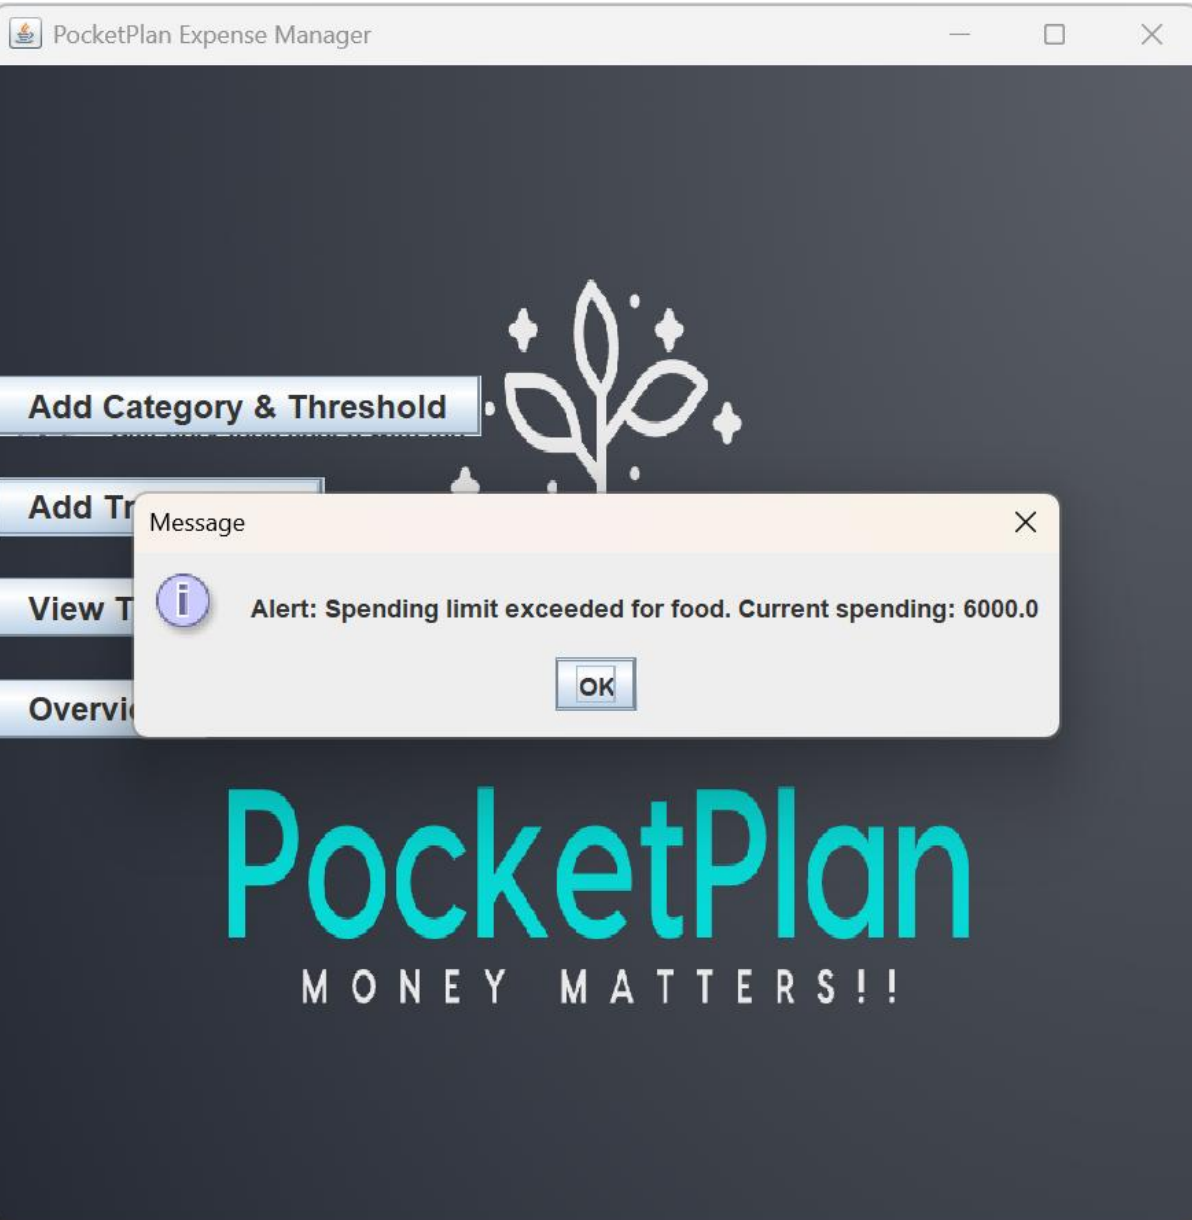 PocketPlan Expense Manager
Add Category & Threshold
Add Tr
Message
View T
Alert: Spending limit exceeded for food. Current spending: 6000.0
OK
Overvi
PocketPlan
MONEY MATTERS!!